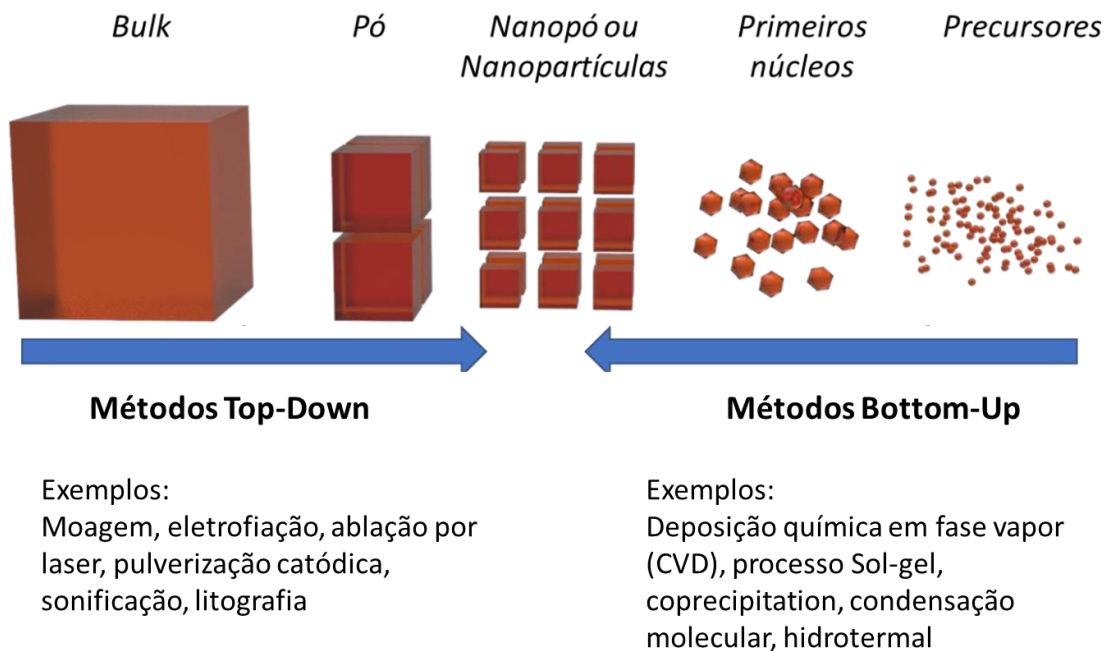 Bulk
Pó
Nanopó ou
Nanopartículas
Primeiros
núcleos
Precursores
Métodos Top-Down
Métodos Bottom-Up
Exemplos:
Moagem, eletrofiação, ablação por
laser, pulverização catódica,
sonificação, litografia
Exemplos:
Deposição química em fase vapor
(CVD), processo Sol-gel,
coprecipitation, condensação
molecular, hidrotermal